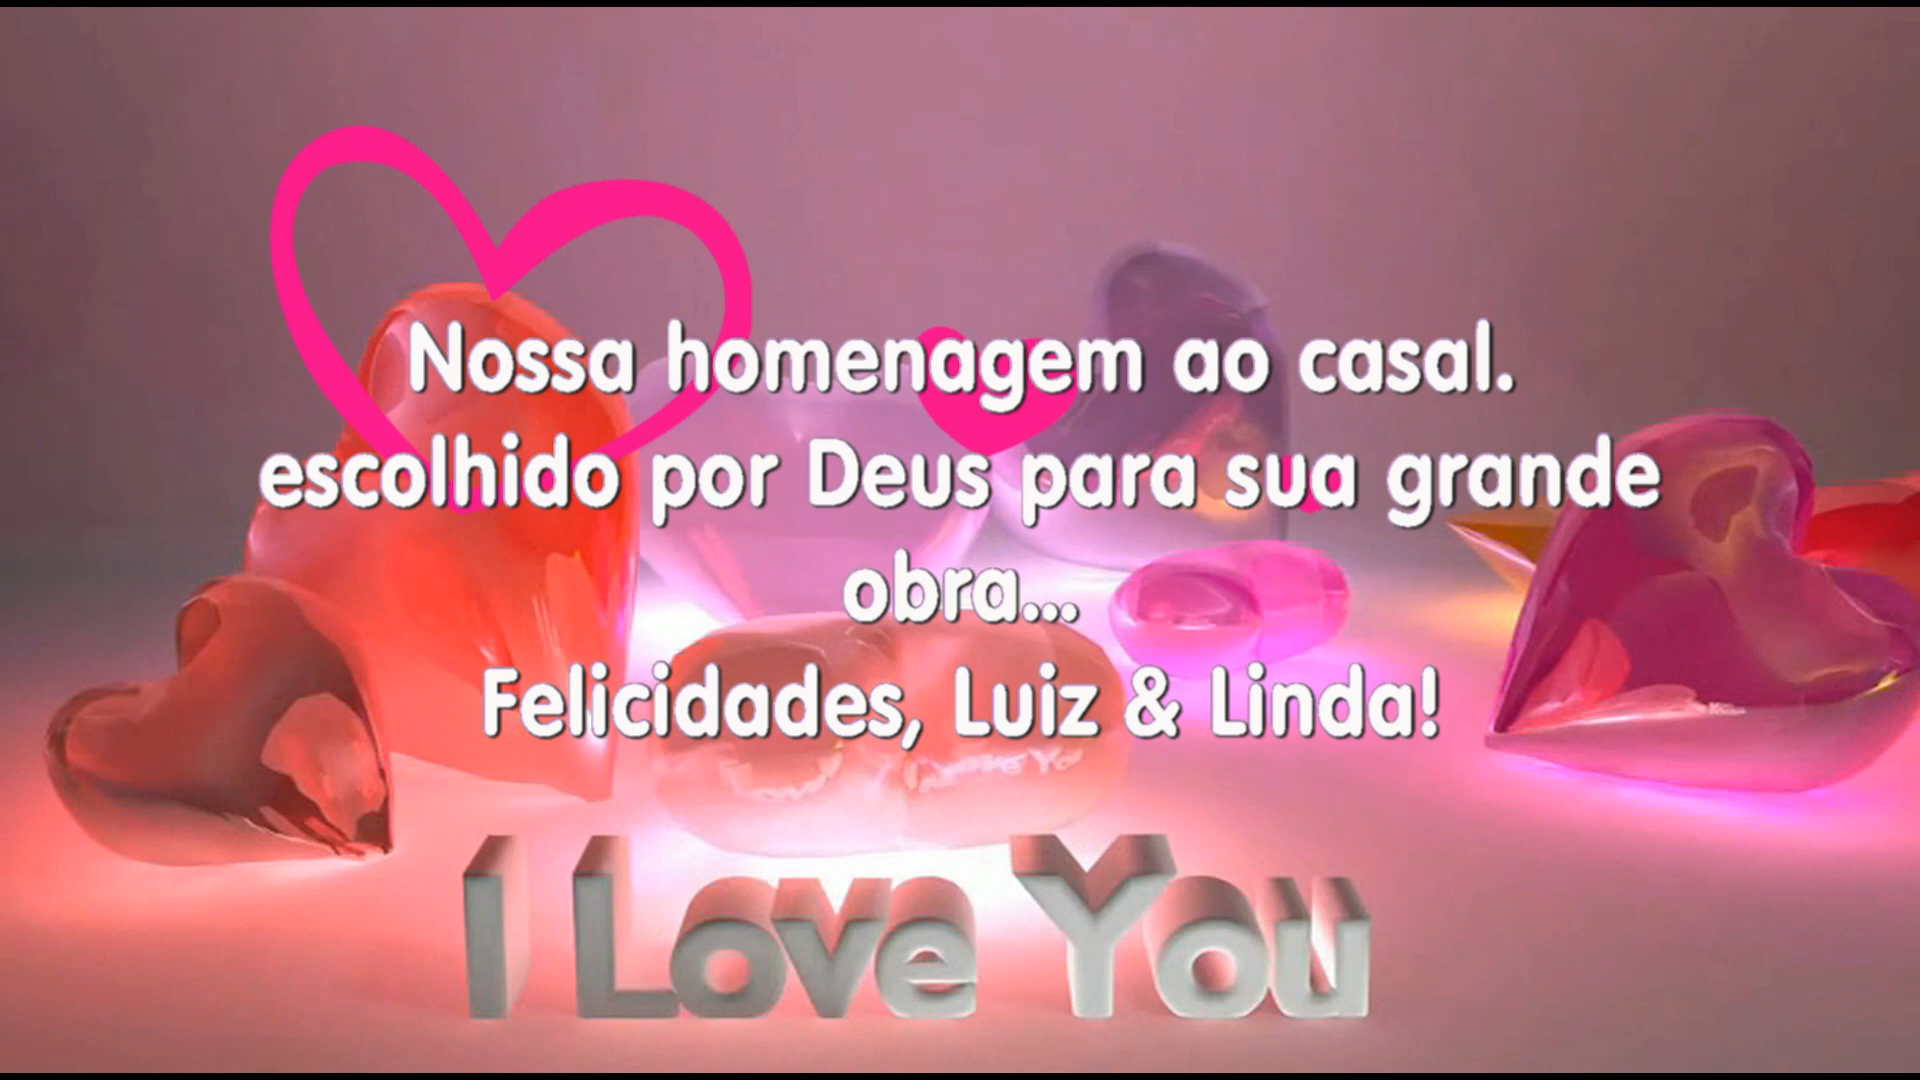 Nossa homenagem ao casal.
escolhido por Deus para sua grande
obra...
Felicidades, Luiz & Linda!
I Love You